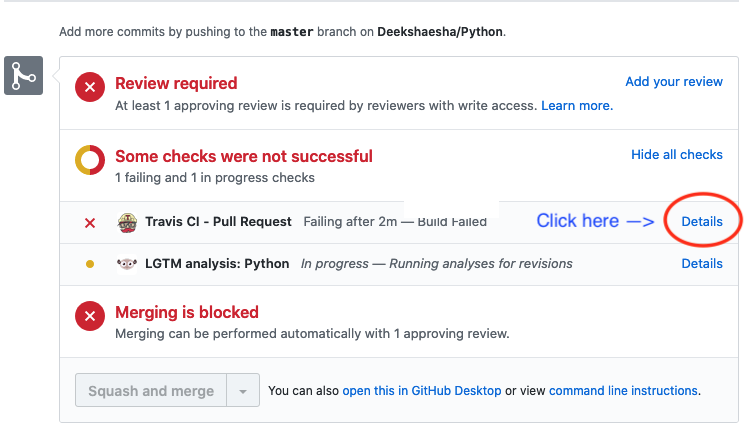 Add more commits by pushing to the master branch on Deekshaesha/Python.
Review required
Add your review
At least 1 approving review is required by reviewers with write access. Learn more.
Some checks were not successful
Hide all checks
1 failing and 1 in progress checks
Travis CI - Pull Request Failing after 2m — Build Failed Click here —> Details
LGTM analysis: Python In progress — Running analyses for revisions Details
Merging is blocked
Merging can be performed automatically with 1 approving review.
Squash and merge You can also open this in GitHub Desktop or view command line instructions.